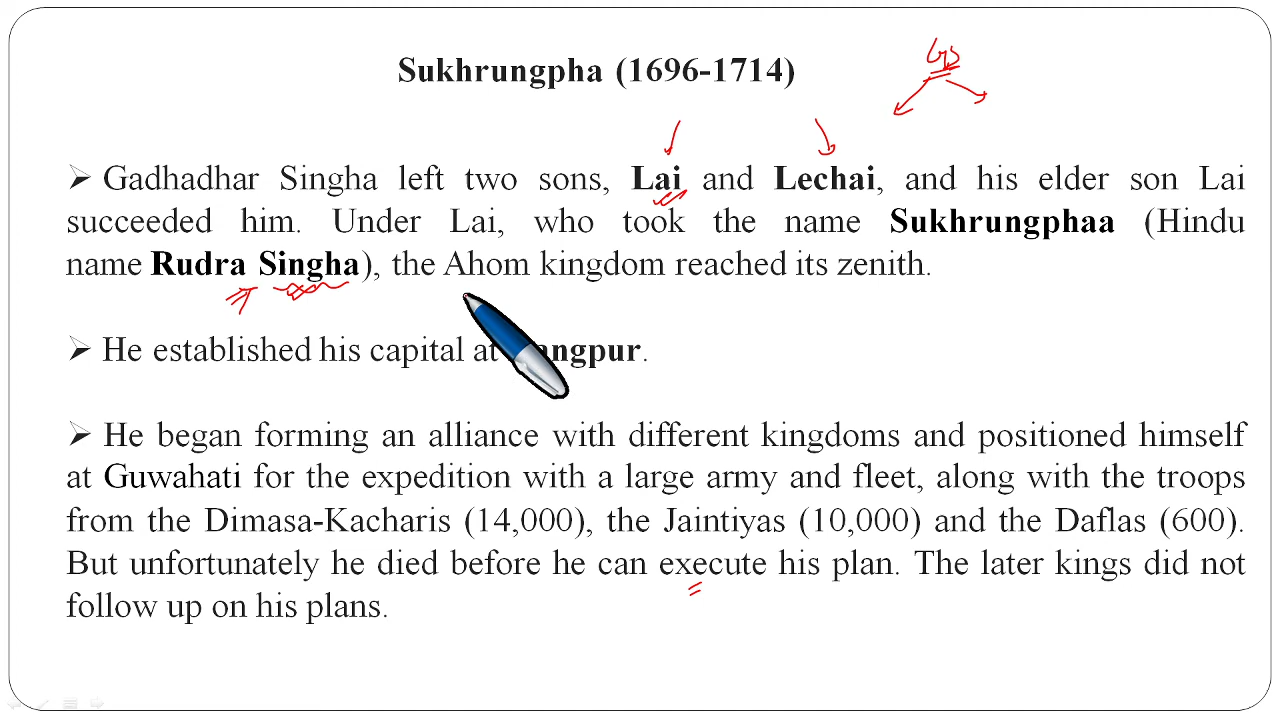 Sukhrungpha (1696-1714)
GS
➢ Gadhadhar Singha left two sons, Lai and Lechai, and his elder son Lai
succeeded him. Under Lai, who took the name Sukhrungphaa (Hindu
name Rudra Singha), the Ahom kingdom reached its zenith.
➢ He established his capital at angpur.
➢ He began forming an alliance with different kingdoms and positioned himself
at Guwahati for the expedition with a large army and fleet, along with the troops
from the Dimasa-Kacharis (14,000), the Jaintiyas (10,000) and the Daflas (600).
But unfortunately he died before he can execute his plan. The later kings did not
follow up on his plans.